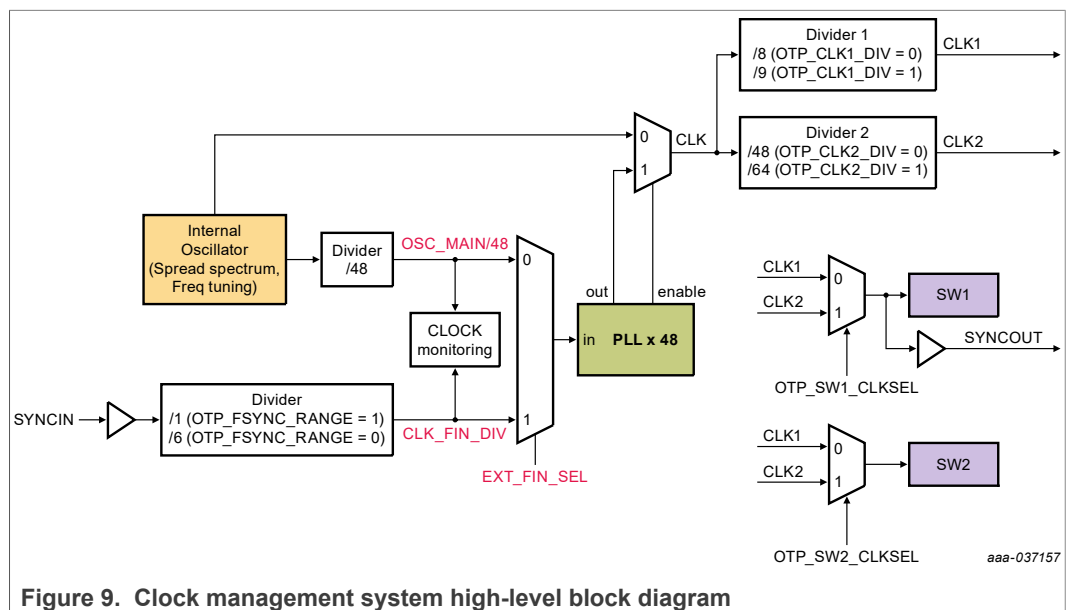 Divider 1
/8 (OTP_CLK1_DIV = 0)
/9 (OTP_CLK1_DIV = 1)
CLK1
0
1
CLK
Divider 2
/48 (OTP_CLK2_DIV = 0)
/64 (OTP_CLK2_DIV = 1)
CLK2
Internal
Oscillator
(Spread spectrum,
Freq tuning)
Divider
/48
OSC_MAIN/48
0
1
CLOCK
monitoring
out
enable
in
PLL x 48
SYNCIN
Divider
/1 (OTP_FSYNC_RANGE = 1)
/6 (OTP_FSYNC_RANGE = 0)
CLK_FIN_DIV
EXT_FIN_SEL
CLK1
0
CLK2
1
SW1
SYNCOUT
OTP_SW1_CLKSEL
CLK1
0
CLK2
1
SW2
OTP_SW2_CLKSEL
aaa-037157
Figure 9. Clock management system high-level block diagram